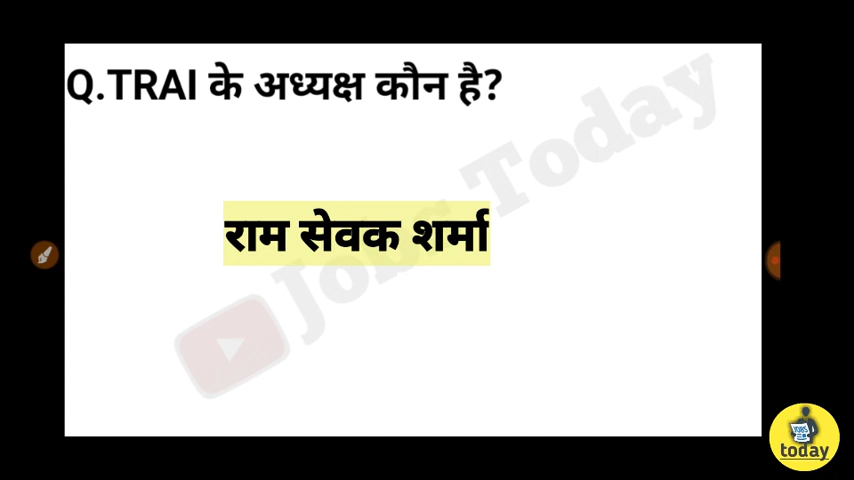 Q.TRAI के अध्यक्ष कौन है?
राम सेवक शर्मा
Jobs Today
JOBS
today